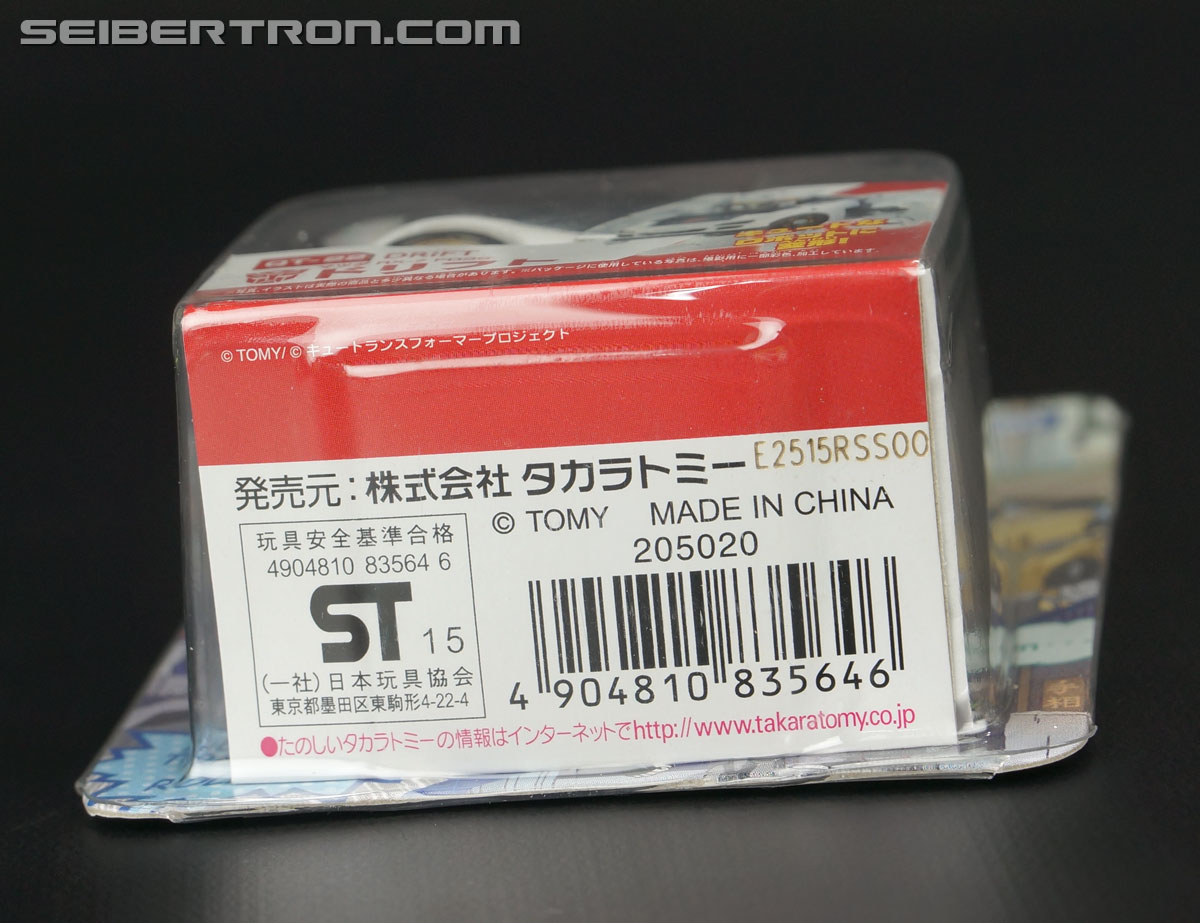 SEIBERTRON.com
DRIFT
ドリフト
© TOMY/ © キュートランスフォーマープロジェクト
E2515RSS00
発売元：株式会社 タカラトミー
© TOMY MADE IN CHINA
205020
玩具安全基準合格
4904810 83564 6
ST 15
(一社)日本玩具協会
東京都墨田区東駒形4-22-4
4 904810 835646
●たのしいタカラトミーの情報はインターネットでhttp://www.takaratomy.co.jp